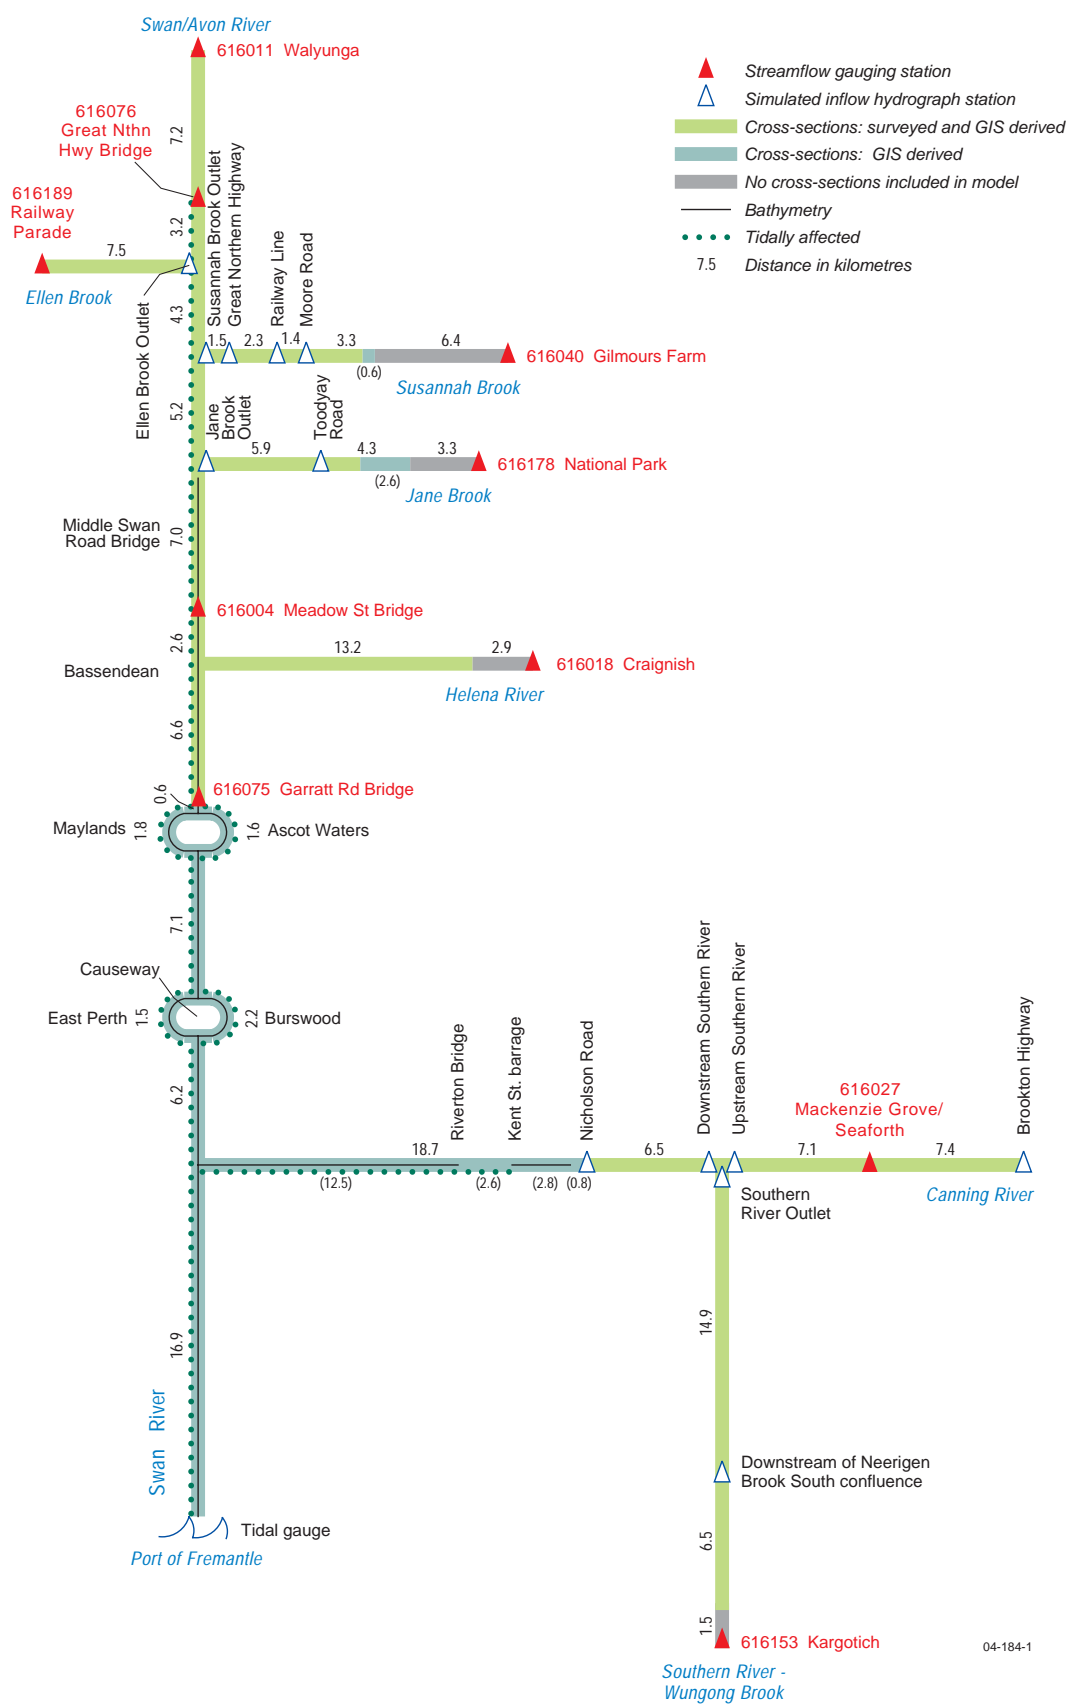 Swan/Avon River
616011 Walyunga
Streamflow gauging station
Simulated inflow hydrograph station
Cross-sections: surveyed and GIS derived
Cross-sections: GIS derived
No cross-sections included in model
Bathymetry
Tidally affected
7.5 Distance in kilometres
616076
Great Nthn
Hwy Bridge
7.2
616189
Railway
Parade
3.2
7.5
Ellen Brook
Ellen Brook Outlet
4.3
Susannah Brook Outlet
Great Northern Highway
Railway Line
Moore Road
1.5
2.3
1.4
3.3
(0.6)
6.4
616040 Gilmours Farm
Susannah Brook
5.2
Jane
Brook
Outlet
Toodyay
Road
5.9
4.3
(2.6)
3.3
616178 National Park
Jane Brook
Middle Swan
Road Bridge
7.0
616004 Meadow St Bridge
2.6
13.2
2.9
616018 Craignish
Helena River
Bassendean
6.6
616075 Garratt Rd Bridge
0.6
Maylands
1.8
1.6
Ascot Waters
7.1
Causeway
East Perth
1.5
2.2
Burswood
6.2
Riverton Bridge
Kent St. barrage
Nicholson Road
Downstream Southern River
Upstream Southern River
616027
Mackenzie Grove/
Seaforth
Brookton Highway
18.7
6.5
7.1
7.4
(12.5)
(2.6)
(2.8)
(0.8)
Canning River
Southern
River Outlet
14.9
16.9
Swan River
Downstream of Neerigen
Brook South confluence
6.5
Tidal gauge
Port of Fremantle
1.5
616153 Kargotich
Southern River -
Wungong Brook
04-184-1